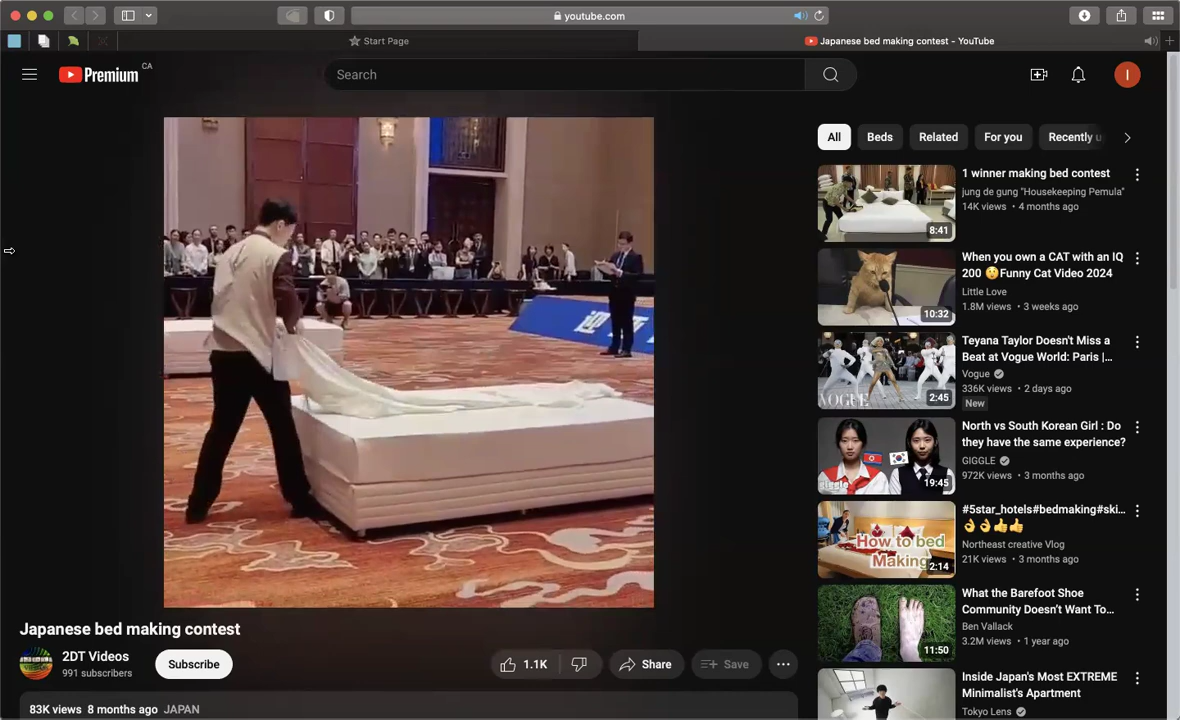 youtube.com
Start Page
Japanese bed making contest - YouTube
Premium CA
Search
I
All
Beds
Related
For you
Recently u
1 winner making bed contest
jung de gung "Housekeeping Pemula"
14K views • 4 months ago
8:41
When you own a CAT with an IQ
200 🤫Funny Cat Video 2024
Little Love
1.8M views • 3 weeks ago
10:32
Teyana Taylor Doesn't Miss a
Beat at Vogue World: Paris |...
Vogue
336K views • 2 days ago
New
VOGUE
2:45
North vs South Korean Girl : Do
they have the same experience?
GIGGLE
972K views • 3 months ago
giggle
19:45
#5star_hotels#bedmaking#ski...
👌👌👍👍
Northeast creative Vlog
21K views • 3 months ago
How to bed
Making
2:14
What the Barefoot Shoe
Community Doesn't Want To...
Ben Vallack
3.2M views • 1 year ago
11:50
Inside Japan's Most EXTREME
Minimalist's Apartment
Tokyo Lens
Japanese bed making contest
2DT Videos
991 subscribers
Subscribe
1.1K
Share
Save
83K views 8 months ago JAPAN